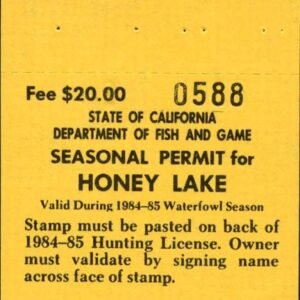 Fee $20.00 0588
STATE OF CALIFORNIA
DEPARTMENT OF FISH AND GAME
SEASONAL PERMIT for
HONEY LAKE
Valid During 1984-85 Waterfowl Season
Stamp must be pasted on back of
1984-85 Hunting License. Owner
must validate by signing name
across face of stamp.